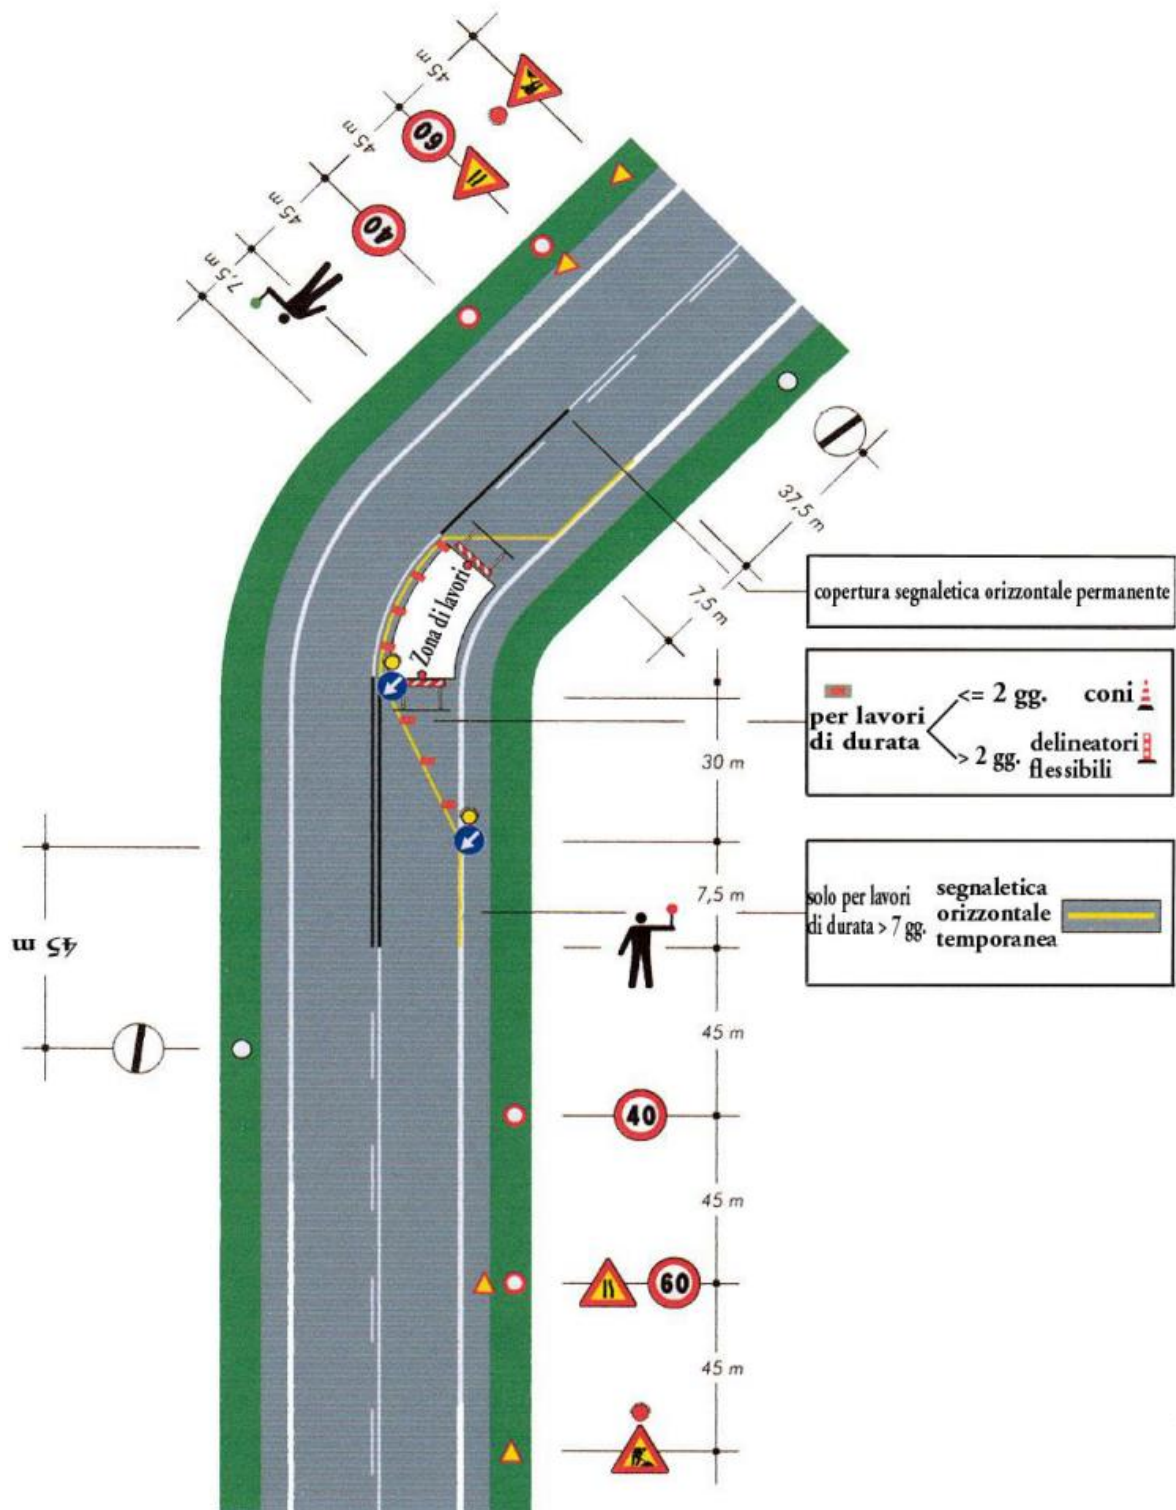 45 m
45 m
60
45 m
40
7,5 m
37,5 m
7,5 m
copertura segnaletica orizzontale permanente
Zona di lavori
per lavori
di durata
<= 2 gg. coni
> 2 gg. delineatori
flessibili
30 m
7,5 m
solo per lavori
di durata > 7 gg.
segnaletica
orizzontale
temporanea
45 m
45 m
40
45 m
60
45 m